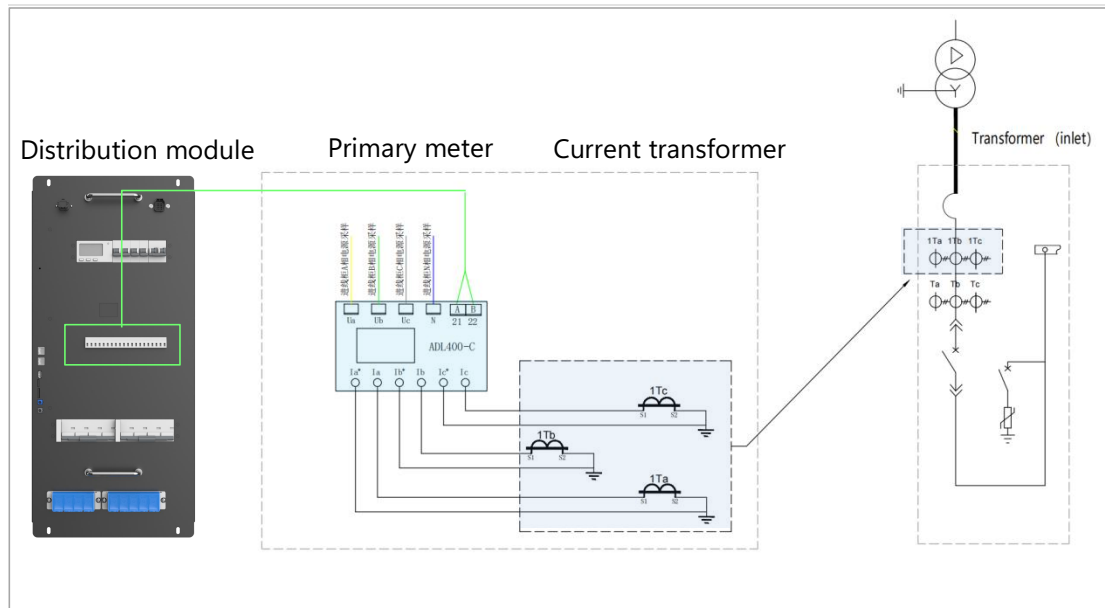 Distribution module
Primary meter
Current transformer
Transformer (inlet)
进线柜A相电源采样
进线柜B相电源采样
进线柜C相电源采样
进线柜N相电源采样
Ua Ub Uc N A B
21 22
ADL400-C
Ia* Ia Ib* Ib Ic* Ic
1Tc
S1 S2
1Tb
S1 S2
1Ta
S1 S2
Y
1Ta 1Tb 1Tc
Ta Tb Tc